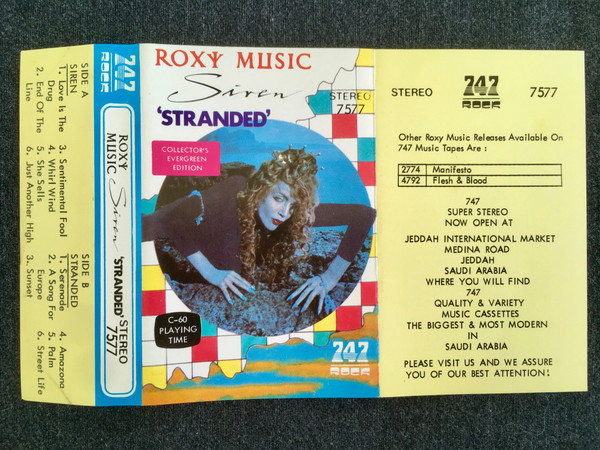 SIDE A
SIREN
1. Love Is The
Drug
2. End Of The
Line
3. Sentimental Fool
4. Whirl Wind
5. She Sells
6. Just Another High
SIDE B
STRANDED
1. Serenade
2. A Song For
Europe
3. Sunset
4. Amazona
5. Palm
6. Street Life
747
ROCK
ROXY
MUSIC
Siren
'STRANDED'
STEREO
7577
ROXY MUSIC
Siren
STEREO
7577
'STRANDED'
COLLECTOR'S
EVERGREEN
EDITION
C-60
PLAYING
TIME
747
ROCK
STEREO
747
ROCK
7577
Other Roxy Music Releases Available On
747 Music Tapes Are :
2774 Manifesto
4792 Flesh & Blood
747
SUPER STEREO
NOW OPEN AT
JEDDAH INTERNATIONAL MARKET
MEDINA ROAD
JEDDAH
SAUDI ARABIA
WHERE YOU WILL FIND
747
QUALITY & VARIETY
MUSIC CASSETTES
THE BIGGEST & MOST MODERN
IN
SAUDI ARABIA
PLEASE VISIT US AND WE ASSURE
YOU OF OUR BEST ATTENTION!